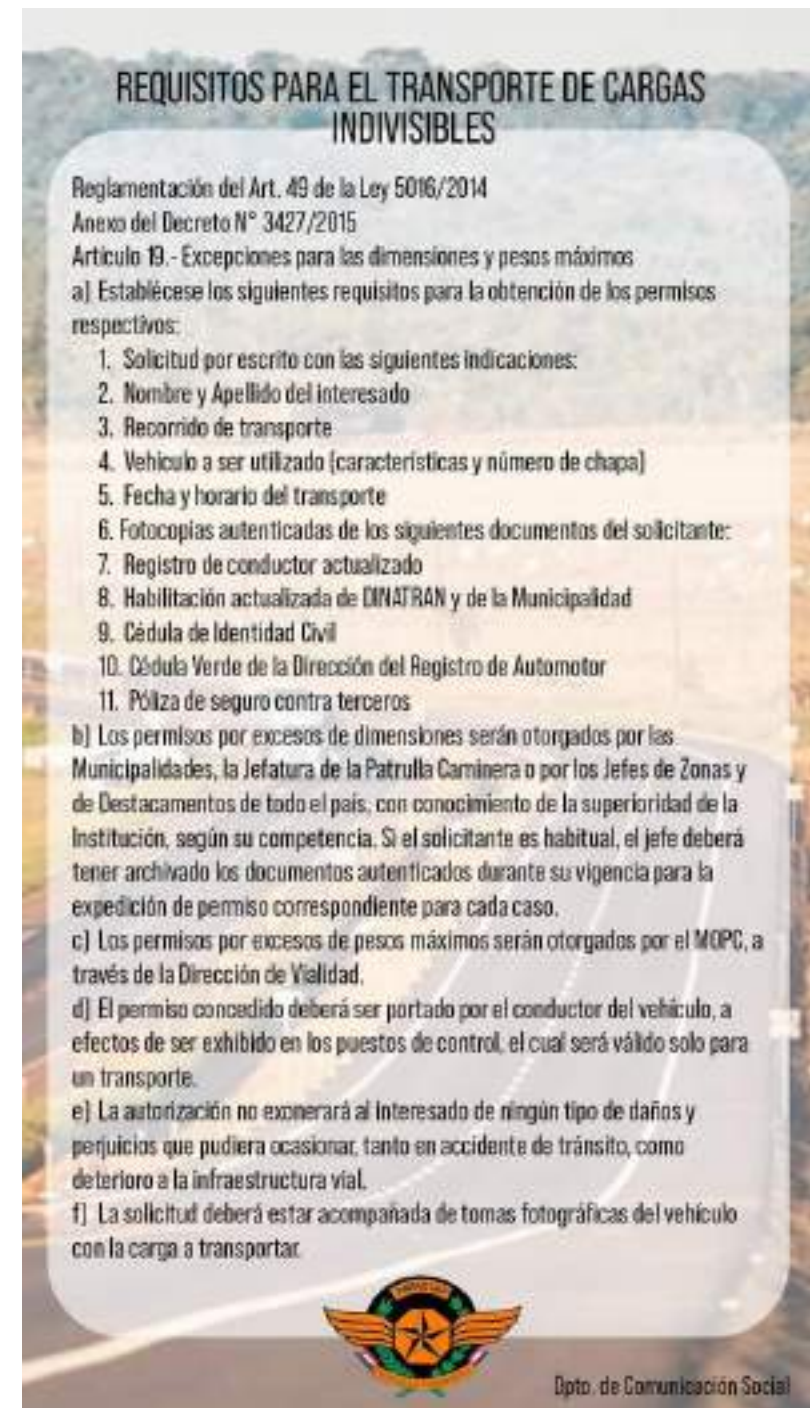 REQUISITOS PARA EL TRANSPORTE DE CARGAS
INDIVISIBLES
Reglamentación del Art. 49 de la Ley 5016/2014
Anexo del Decreto N° 3427/2015
Artículo 19.- Excepciones para las dimensiones y pesos máximos
a) Establécese los siguientes requisitos para la obtención de los permisos
respectivos:
1. Solicitud por escrito con las siguientes indicaciones:
2. Nombre y Apellido del interesado
3. Recorrido de transporte
4. Vehículo a ser utilizado (características y número de chapa)
5. Fecha y horario del transporte
6. Fotocopias autenticadas de los siguientes documentos del solicitante:
7. Registro de conductor actualizado
8. Habilitación actualizada de DINATRAN y de la Municipalidad
9. Cédula de Identidad Civil
10. Cédula Verde de la Dirección del Registro de Automotor
11. Póliza de seguro contra terceros
b) Los permisos por excesos de dimensiones serán otorgados por las
Municipalidades, la Jefatura de la Patrulla Caminera o por los Jefes de Zonas y
de Destacamentos de todo el país, con conocimiento de la superioridad de la
Institución, según su competencia. Si el solicitante es habitual, el jefe deberá
tener archivado los documentos autenticados durante su vigencia para la
expedición de permiso correspondiente para cada caso.
c) Los permisos por excesos de pesos máximos serán otorgados por el MOPC, a
través de la Dirección de Vialidad.
d) El permiso concedido deberá ser portado por el conductor del vehículo, a
efectos de ser exhibido en los puestos de control, el cual será válido solo para
un transporte.
e) La autorización no exonerará al interesado de ningún tipo de daños y
perjuicios que pudiera ocasionar, tanto en accidente de tránsito, como
deterioro a la infraestructura vial.
f) La solicitud deberá estar acompañada de tomas fotográficas del vehículo
con la carga a transportar.
Dpto. de Comunicación Social